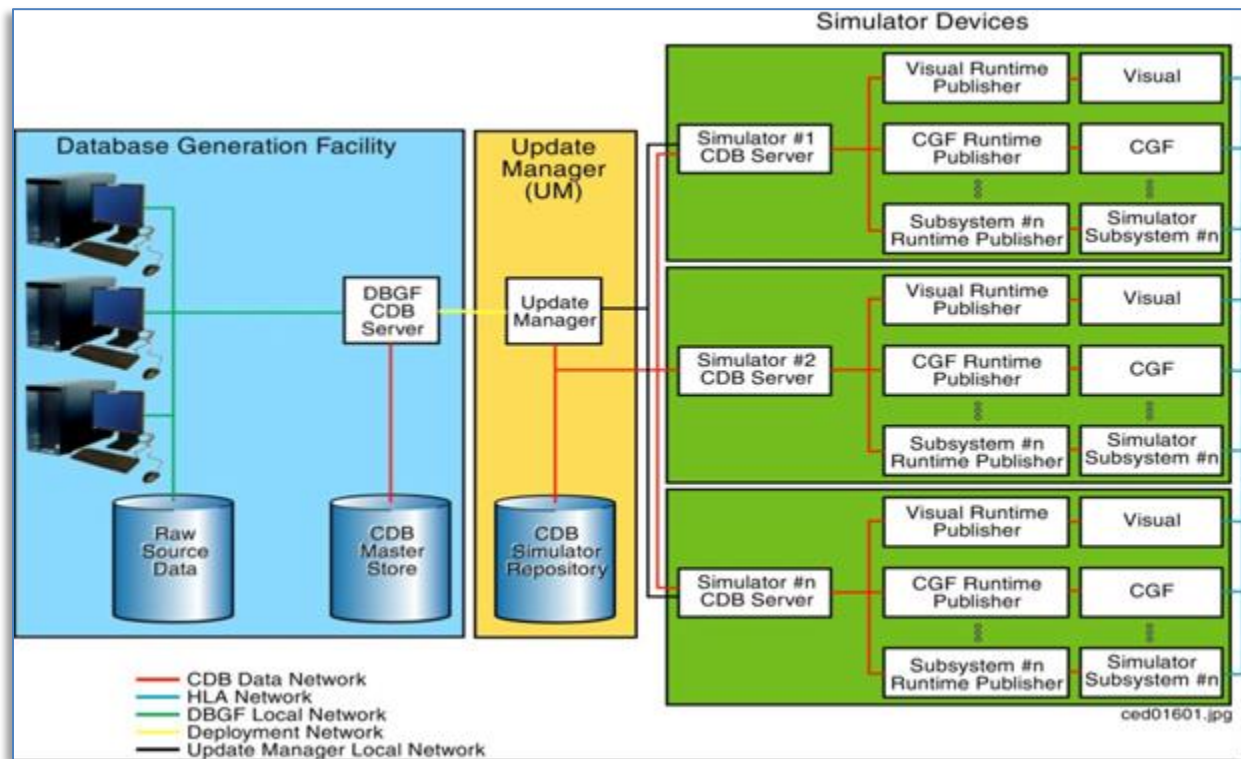 Simulator Devices
Database Generation Facility
DBGF
CDB
Server
Raw
Source
Data
CDB
Master
Store
Update
Manager
(UM)
Update
Manager
CDB
Simulator
Repository
Simulator #1
CDB Server
Visual Runtime
Publisher
Visual
CGF Runtime
Publisher
CGF
Subsystem #n
Runtime Publisher
Simulator
Subsystem #n
Simulator #2
CDB Server
Visual Runtime
Publisher
Visual
CGF Runtime
Publisher
CGF
Subsystem #n
Runtime Publisher
Simulator
Subsystem #n
Simulator #n
CDB Server
Visual Runtime
Publisher
Visual
CGF Runtime
Publisher
CGF
Subsystem #n
Runtime Publisher
Simulator
Subsystem #n
CDB Data Network
HLA Network
DBGF Local Network
Deployment Network
Update Manager Local Network
ced01601.jpg